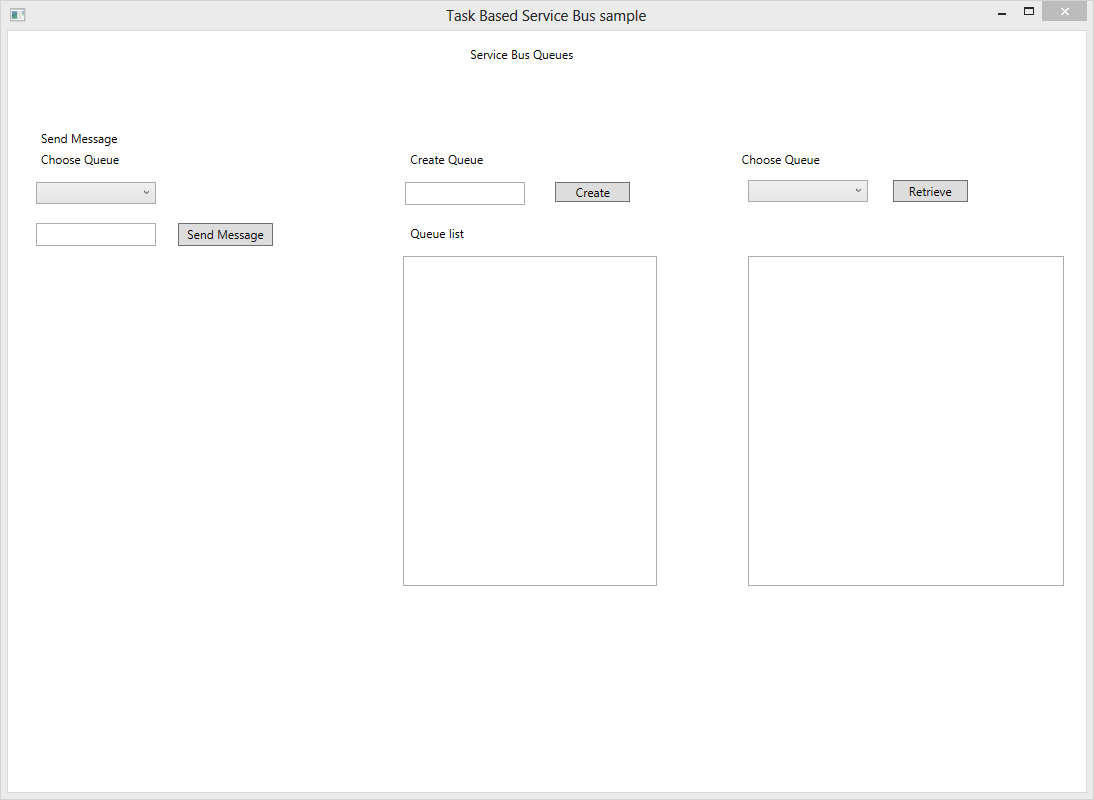 Task Based Service Bus sample
Service Bus Queues
Send Message
Choose Queue
Send Message
Create Queue
Create
Queue list
Choose Queue
Retrieve